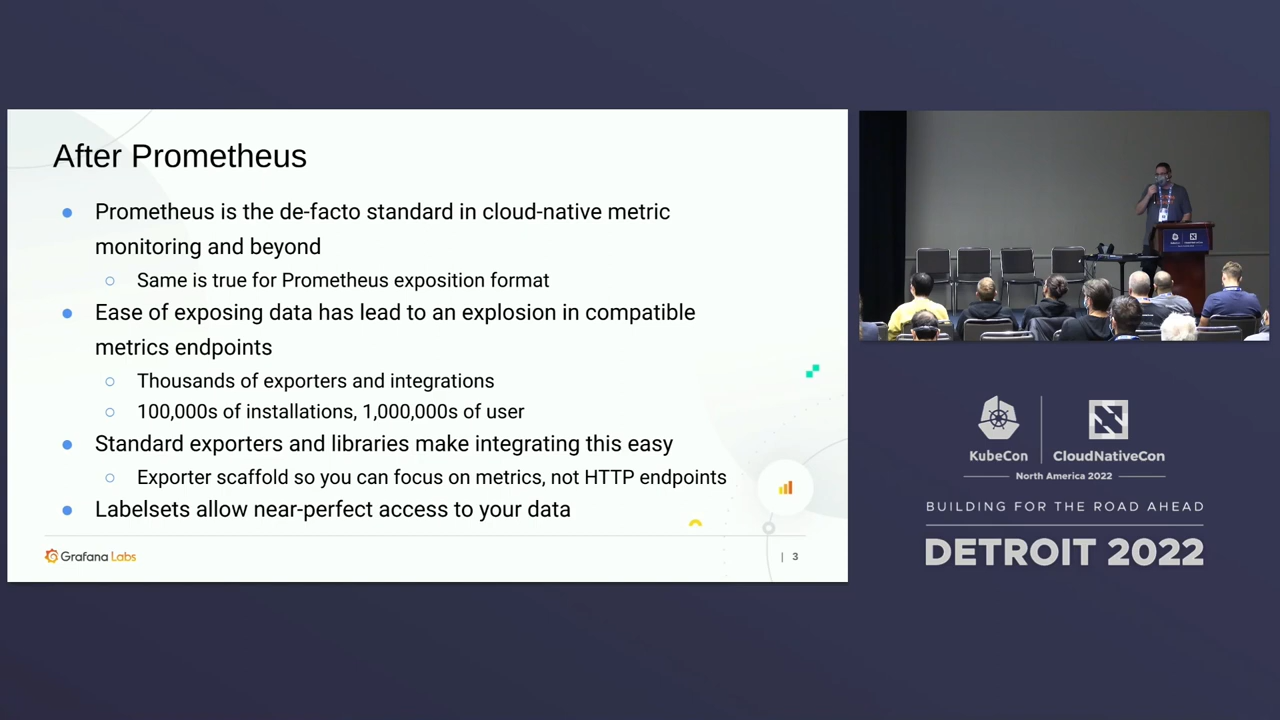 After Prometheus
● Prometheus is the de-facto standard in cloud-native metric
monitoring and beyond
○ Same is true for Prometheus exposition format
● Ease of exposing data has lead to an explosion in compatible
metrics endpoints
○ Thousands of exporters and integrations
○ 100,000s of installations, 1,000,000s of user
● Standard exporters and libraries make integrating this easy
○ Exporter scaffold so you can focus on metrics, not HTTP endpoints
● Labelsets allow near-perfect access to your data
Grafana Labs
| 3
KubeCon
CloudNativeCon
North America 2022
BUILDING FOR THE ROAD AHEAD
DETROIT 2022